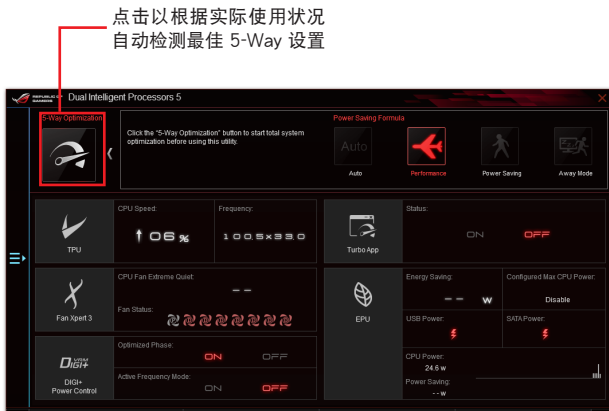 点击以根据实际使用状况
自动检测最佳 5-Way 设置
REPUBLIC OF
GAMERS
Dual Intelligent Processors 5
5-Way Optimization
Click the "5-Way Optimization" button to start total system
optimization before using this utility.
Power Saving Formula
Auto
Auto
Performance
Power Saving
Away Mode
TPU
CPU Speed:
06 %
Frequency:
100.5x33.0
Turbo App
Status:
ON OFF
Fan Xpert 3
CPU Fan Extreme Quiet:
--
Fan Status:
EPU
Energy Saving:
-- w
Configured Max CPU Power:
Disable
USB Power:
SATA Power:
CPU Power:
24.6 w
Power Saving:
-- w
DIGI+ VRM
DIGI+
Power Control
Optimized Phase:
ON OFF
Active Frequency Mode:
ON OFF